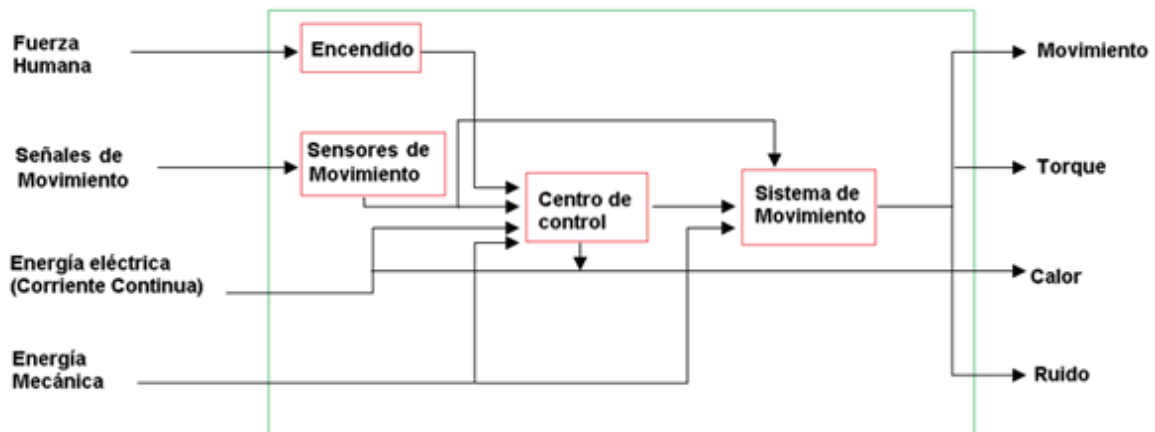 Fuerza
Humana
Encendido
Movimiento
Señales de
Movimiento
Sensores de
Movimiento
Centro de
control
Sistema de
Movimiento
Torque
Energía eléctrica
(Corriente Continua)
Calor
Energía
Mecánica
Ruido